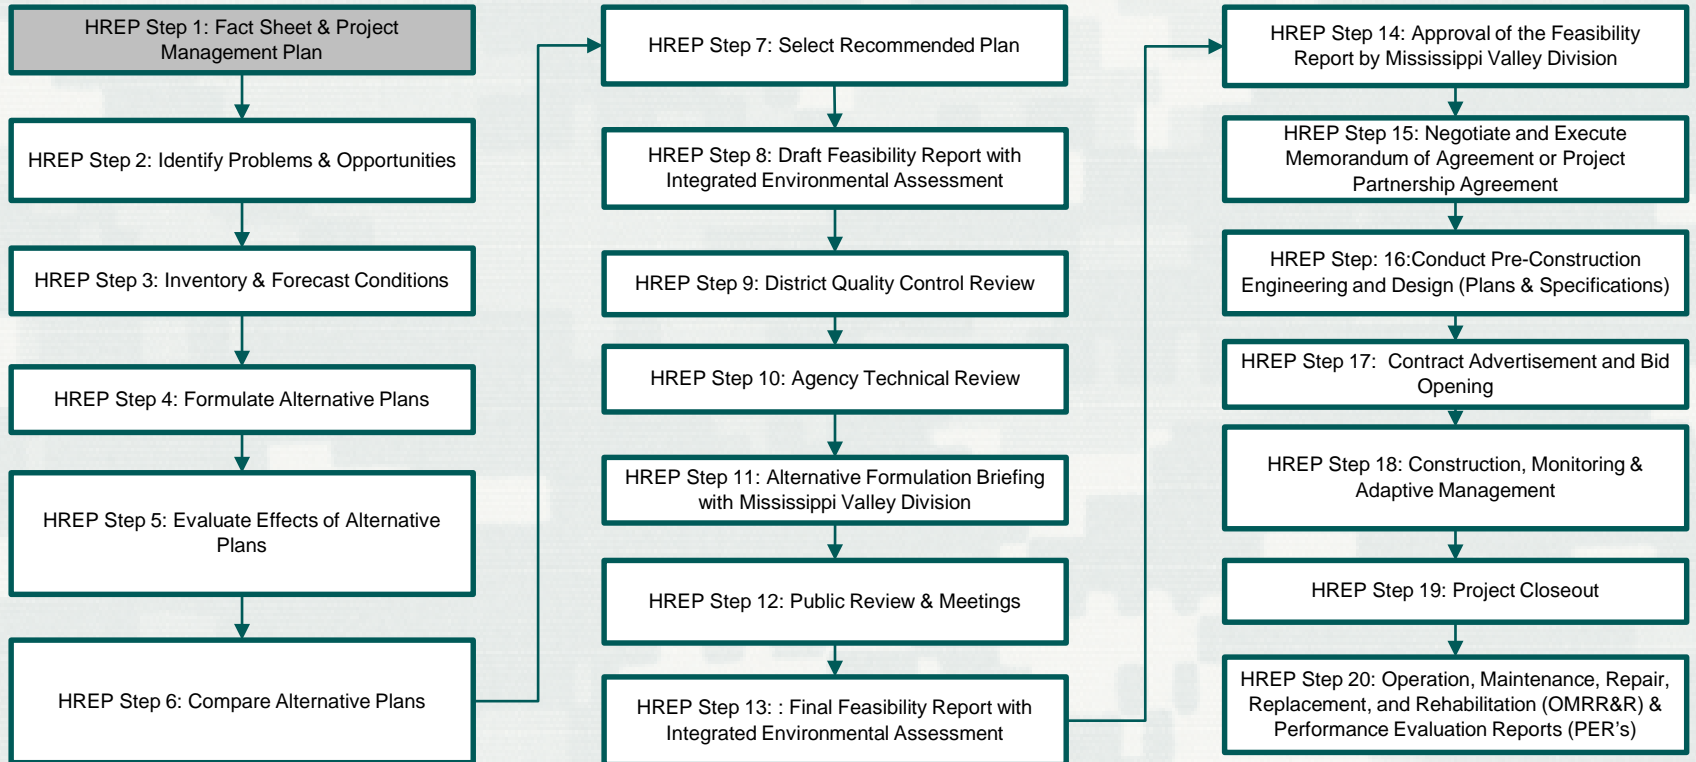 HREP Step 1: Fact Sheet & Project
Management Plan
HREP Step 2: Identify Problems & Opportunities
HREP Step 3: Inventory & Forecast Conditions
HREP Step 4: Formulate Alternative Plans
HREP Step 5: Evaluate Effects of Alternative
Plans
HREP Step 6: Compare Alternative Plans
HREP Step 7: Select Recommended Plan
HREP Step 8: Draft Feasibility Report with
Integrated Environmental Assessment
HREP Step 9: District Quality Control Review
HREP Step 10: Agency Technical Review
HREP Step 11: Alternative Formulation Briefing
with Mississippi Valley Division
HREP Step 12: Public Review & Meetings
HREP Step 13: : Final Feasibility Report with
Integrated Environmental Assessment
HREP Step 14: Approval of the Feasibility
Report by Mississippi Valley Division
HREP Step 15: Negotiate and Execute
Memorandum of Agreement or Project
Partnership Agreement
HREP Step: 16:Conduct Pre-Construction
Engineering and Design (Plans & Specifications)
HREP Step 17: Contract Advertisement and Bid
Opening
HREP Step 18: Construction, Monitoring &
Adaptive Management
HREP Step 19: Project Closeout
HREP Step 20: Operation, Maintenance, Repair,
Replacement, and Rehabilitation (OMRR&R) &
Performance Evaluation Reports (PER’s)